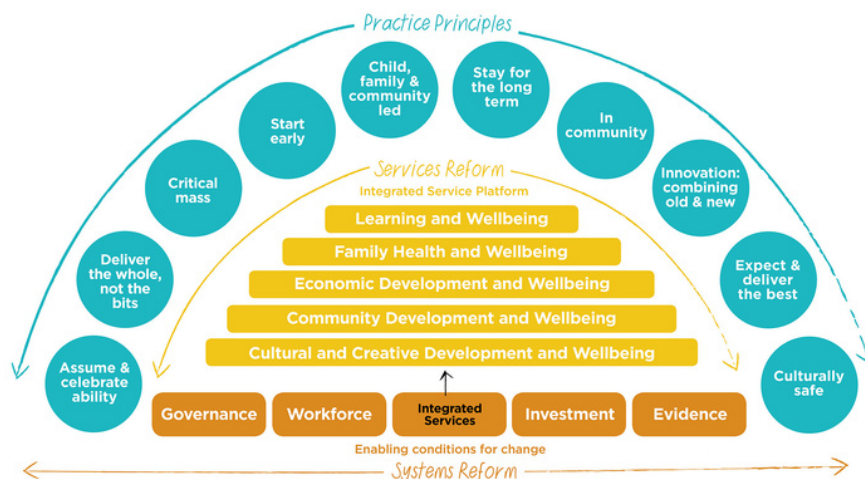 Practice Principles
Assume &
celebrate
ability
Deliver
the whole,
not the
bits
Critical
mass
Start
early
Child,
family &
community
led
Stay for
the long
term
In
community
Innovation:
combining
old & new
Expect &
deliver
the best
Culturally
safe
Services Reform
Integrated Service Platform
Learning and Wellbeing
Family Health and Wellbeing
Economic Development and Wellbeing
Community Development and Wellbeing
Cultural and Creative Development and Wellbeing
Governance
Workforce
Integrated
Services
Investment
Evidence
Enabling conditions for change
Systems Reform